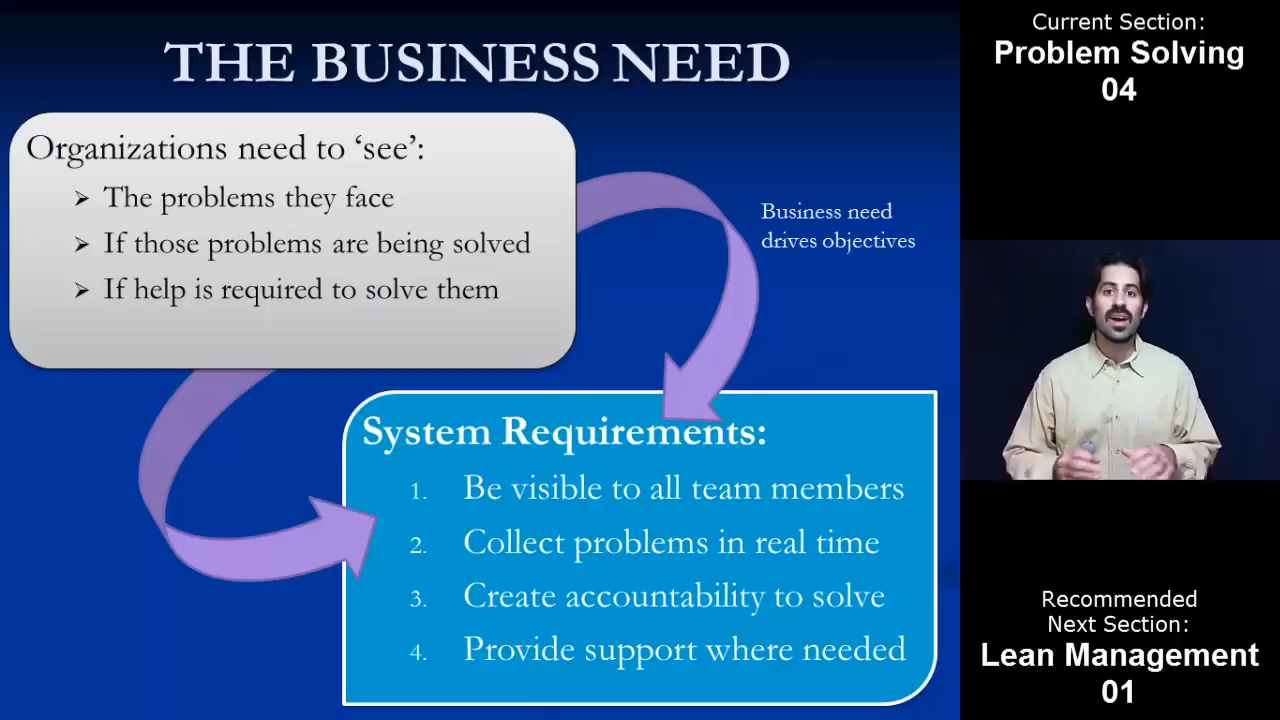 THE BUSINESS NEED
Organizations need to ‘see’:
The problems they face
If those problems are being solved
If help is required to solve them
Business need
drives objectives
System Requirements:
1. Be visible to all team members
2. Collect problems in real time
3. Create accountability to solve
4. Provide support where needed
Current Section:
Problem Solving
04
Recommended
Next Section:
Lean Management
01